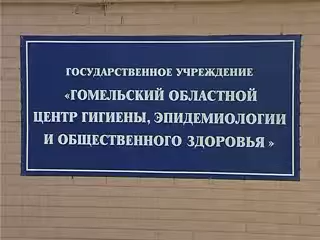 ГОСУДАРСТВЕННОЕ УЧРЕЖДЕНИЕ
«ГОМЕЛЬСКИЙ ОБЛАСТНОЙ
ЦЕНТР ГИГИЕНЫ, ЭПИДЕМИОЛОГИИ
И ОБЩЕСТВЕННОГО ЗДОРОВЬЯ»